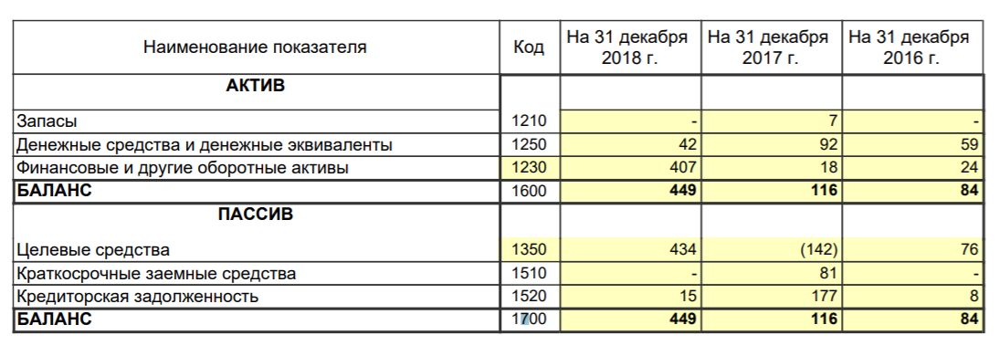 Наименование показателя Код На 31 декабря 2018 г. На 31 декабря 2017 г. На 31 декабря 2016 г.
АКТИВ
Запасы 1210 - 7 -
Денежные средства и денежные эквиваленты 1250 42 92 59
Финансовые и другие оборотные активы 1230 407 18 24
БАЛАНС 1600 449 116 84
ПАССИВ
Целевые средства 1350 434 (142) 76
Краткосрочные заемные средства 1510 - 81 -
Кредиторская задолженность 1520 15 177 8
БАЛАНС 1700 449 116 84